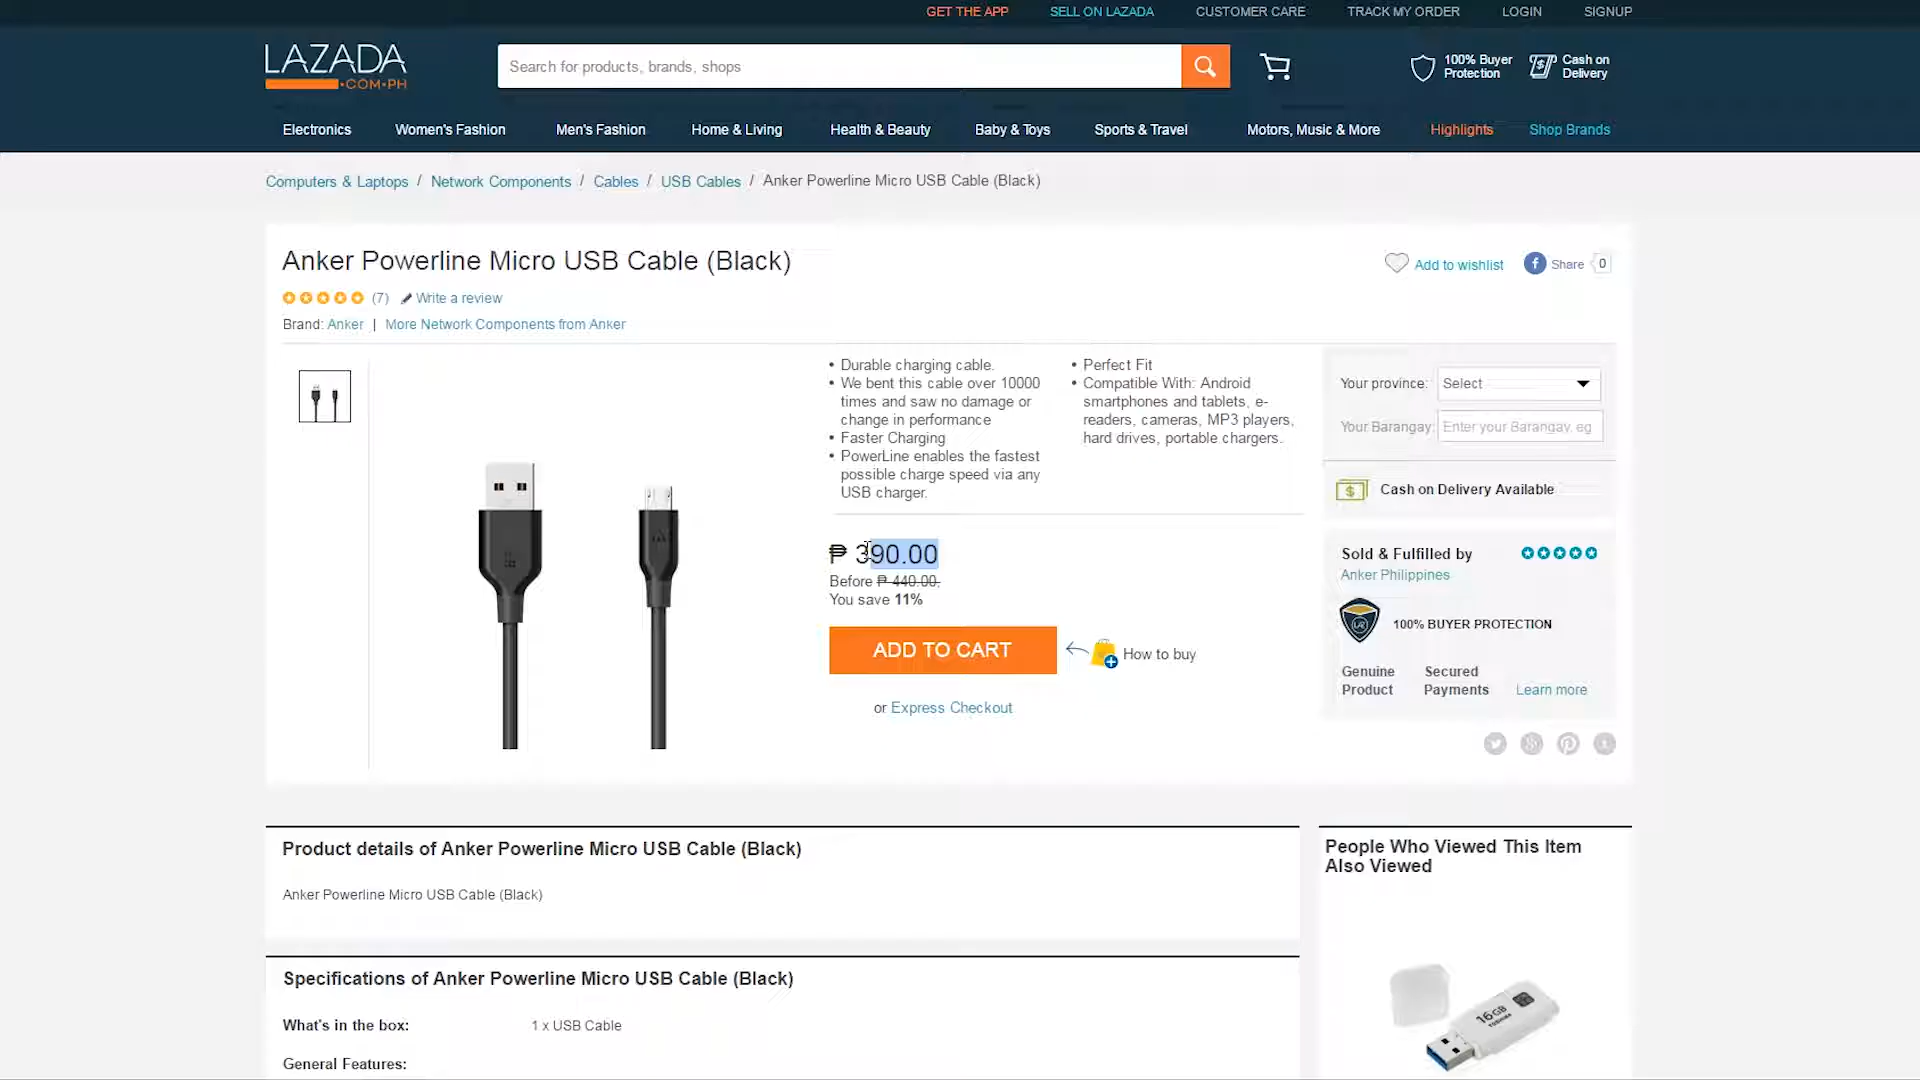 GET THE APP SELL ON LAZADA CUSTOMER CARE TRACK MY ORDER LOGIN SIGNUP
LAZADA
.COM.PH
Search for products, brands, shops
100% Buyer
Protection
Cash on
Delivery
Electronics Women's Fashion Men's Fashion Home & Living Health & Beauty Baby & Toys Sports & Travel Motors, Music & More Highlights Shop Brands
Computers & Laptops / Network Components / Cables / USB Cables / Anker Powerline Micro USB Cable (Black)
Anker Powerline Micro USB Cable (Black)
Add to wishlist
f Share 0
(7) Write a review
Brand: Anker | More Network Components from Anker
• Durable charging cable.
• We bent this cable over 10000
times and saw no damage or
change in performance
• Faster Charging
• PowerLine enables the fastest
possible charge speed via any
USB charger.
• Perfect Fit
• Compatible With: Android
smartphones and tablets, e-
readers, cameras, MP3 players,
hard drives, portable chargers.
₱ 390.00
Before ₱ 440.00,
You save 11%
ADD TO CART
How to buy
or Express Checkout
Your province: Select
Your Barangay: Enter your Barangay, eg
Cash on Delivery Available
Sold & Fulfilled by
Anker Philippines
100% BUYER PROTECTION
Genuine
Product
Secured
Payments
Learn more
Product details of Anker Powerline Micro USB Cable (Black)
Anker Powerline Micro USB Cable (Black)
Specifications of Anker Powerline Micro USB Cable (Black)
What's in the box: 1 x USB Cable
General Features:
People Who Viewed This Item
Also Viewed
16GB
TOSHIBA